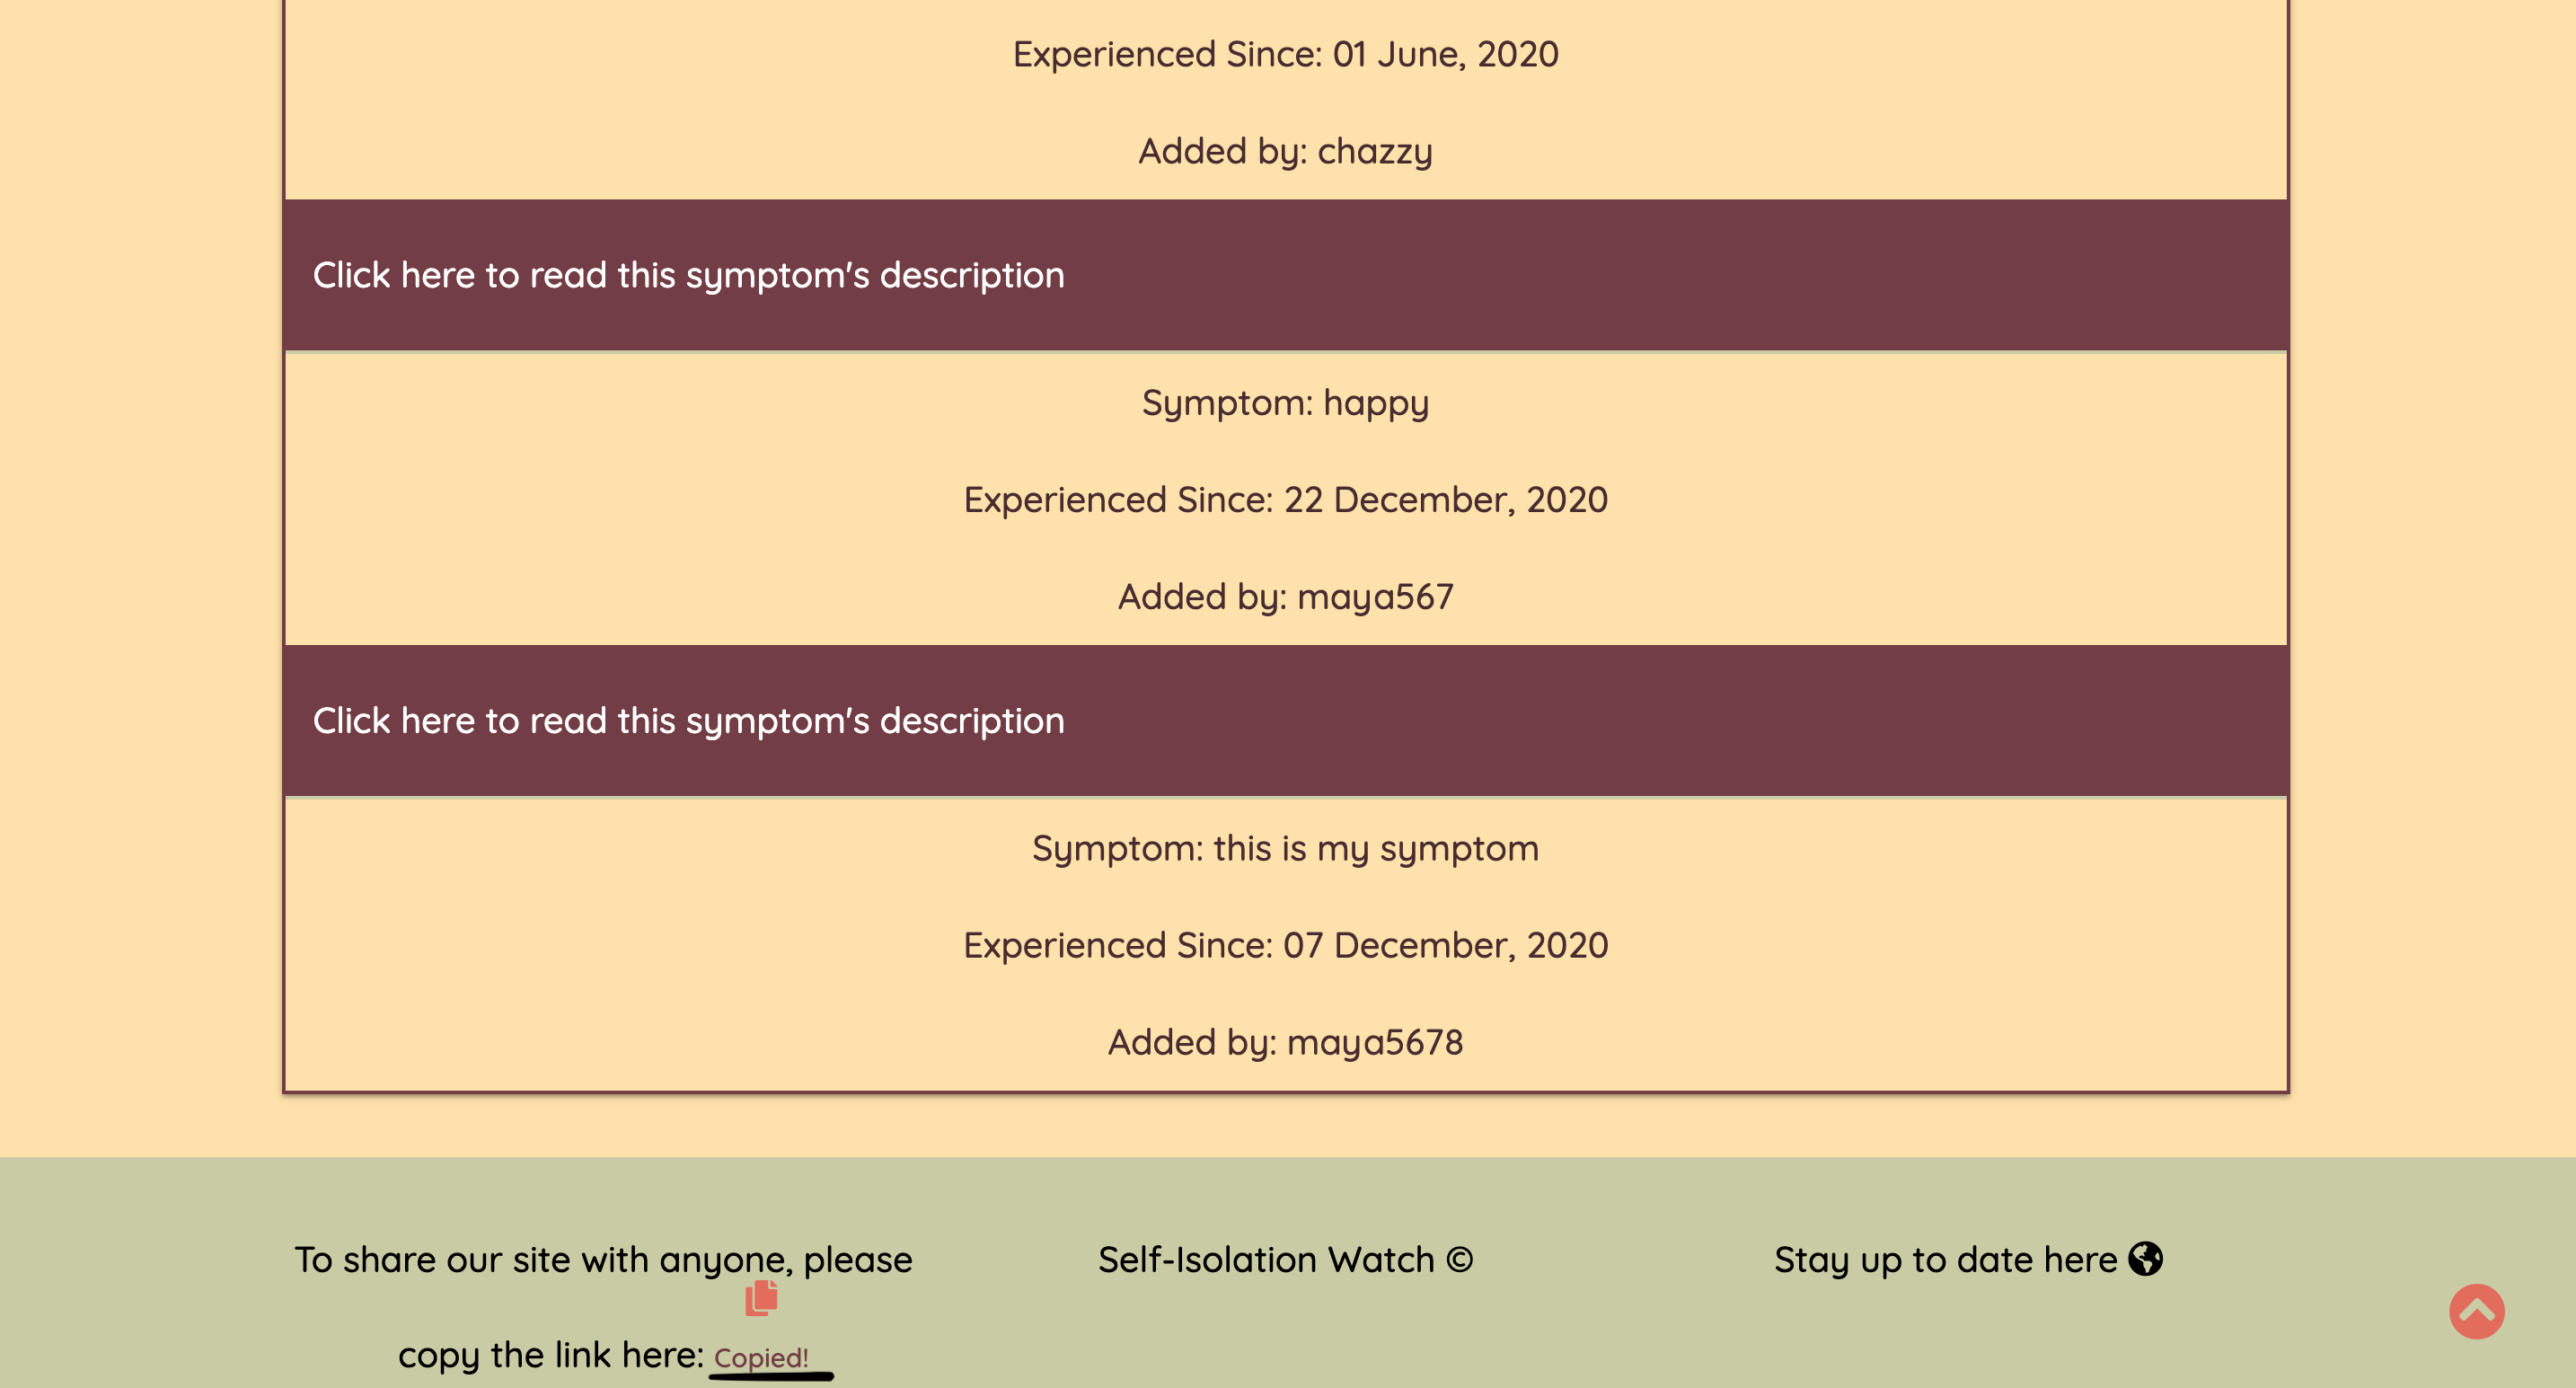 Experienced Since: 01 June, 2020
Added by: chazzy
Click here to read this symptom's description
Symptom: happy
Experienced Since: 22 December, 2020
Added by: maya567
Click here to read this symptom's description
Symptom: this is my symptom
Experienced Since: 07 December, 2020
Added by: maya5678
To share our site with anyone, please
copy the link here: Copied!
Self-Isolation Watch ©
Stay up to date here